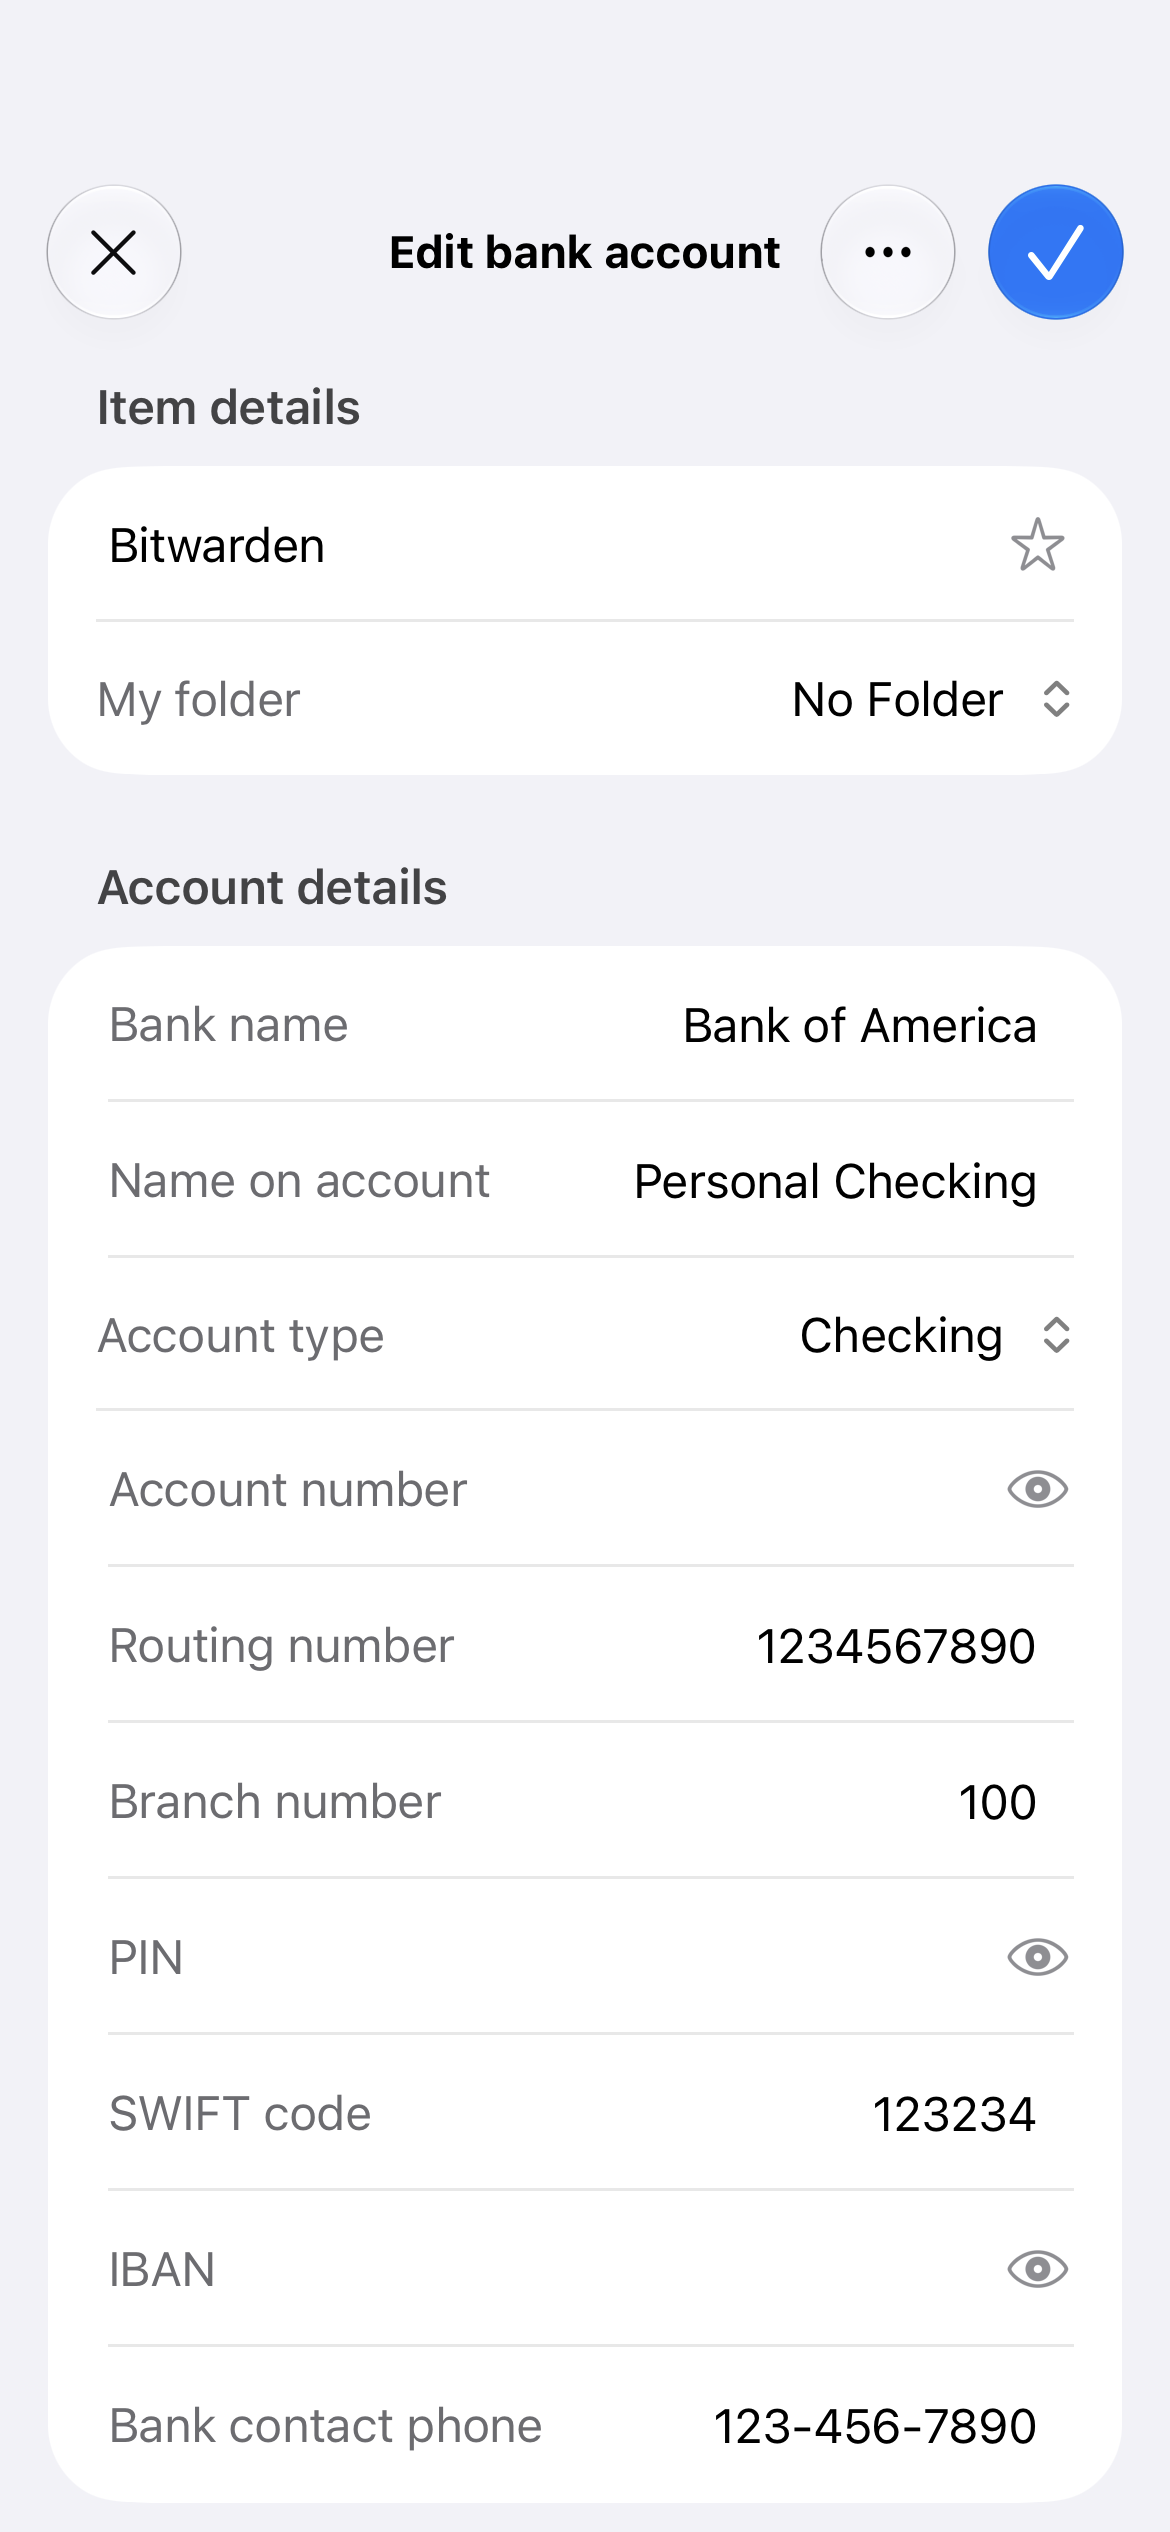 Edit bank account
Item details
Bitwarden
My folder No Folder
Account details
Bank name Bank of America
Name on account Personal Checking
Account type Checking
Account number
Routing number 1234567890
Branch number 100
PIN
SWIFT code 123234
IBAN
Bank contact phone 123-456-7890